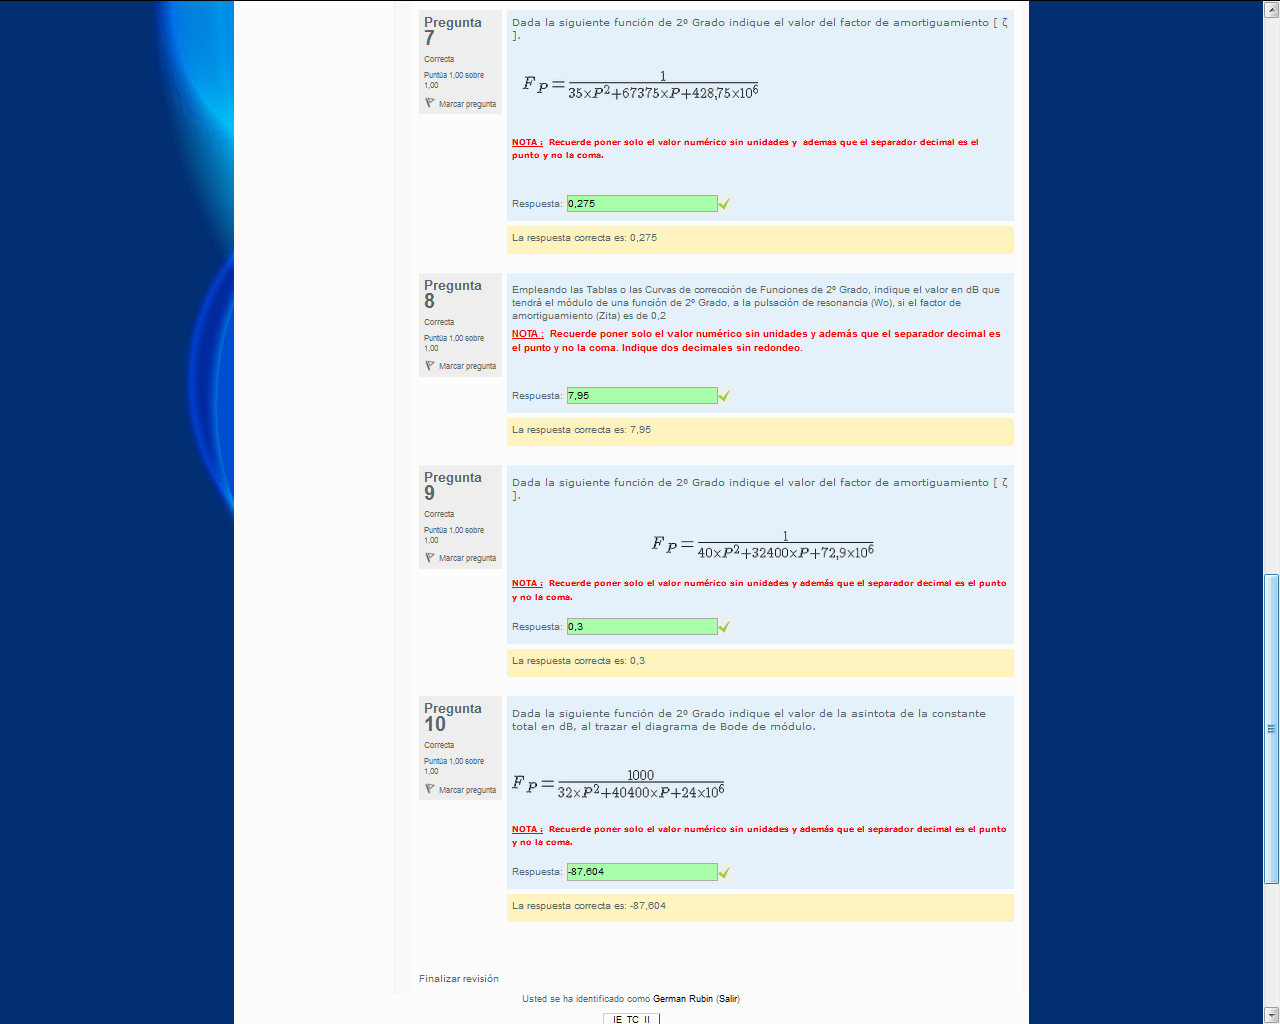 Pregunta
7
Correcta
Puntúa 1,00 sobre
1,00
Marcar pregunta
Dada la siguiente función de 2º Grado indique el valor del factor de amortiguamiento [ ζ
].
F P = 1 / 35×P²+67375×P+428,75×10⁶
NOTA : Recuerde poner solo el valor numérico sin unidades y ademas que el separador decimal es el
punto y no la coma.
Respuesta: 0,275
La respuesta correcta es: 0,275
Pregunta
8
Correcta
Puntúa 1,00 sobre
1,00
Marcar pregunta
Empleando las Tablas o las Curvas de corrección de Funciones de 2º Grado, indique el valor en dB que
tendrá el módulo de una función de 2º Grado, a la pulsación de resonancia (Wo), si el factor de
amortiguamiento (Zita) es de 0,2
NOTA : Recuerde poner solo el valor numérico sin unidades y además que el separador decimal es
el punto y no la coma. Indique dos decimales sin redondeo.
Respuesta: 7,95
La respuesta correcta es: 7,95
Pregunta
9
Correcta
Puntúa 1,00 sobre
1,00
Marcar pregunta
Dada la siguiente función de 2º Grado indique el valor del factor de amortiguamiento [ ζ
].
F P = 1 / 40×P²+32400×P+72,9×10⁶
NOTA : Recuerde poner solo el valor numérico sin unidades y además que el separador decimal es el punto
y no la coma.
Respuesta: 0,3
La respuesta correcta es: 0,3
Pregunta
10
Correcta
Puntúa 1,00 sobre
1,00
Marcar pregunta
Dada la siguiente función de 2º Grado indique el valor de la asintota de la constante
total en dB, al trazar el diagrama de Bode de módulo.
F P = 1000 / 32×P²+40400×P+24×10⁶
NOTA : Recuerde poner solo el valor numérico sin unidades y además que el separador decimal es el punto
y no la coma.
Respuesta: -87,604
La respuesta correcta es: -87,604
Finalizar revisión
Usted se ha identificado como German Rubin (Salir)
IE_TC_II